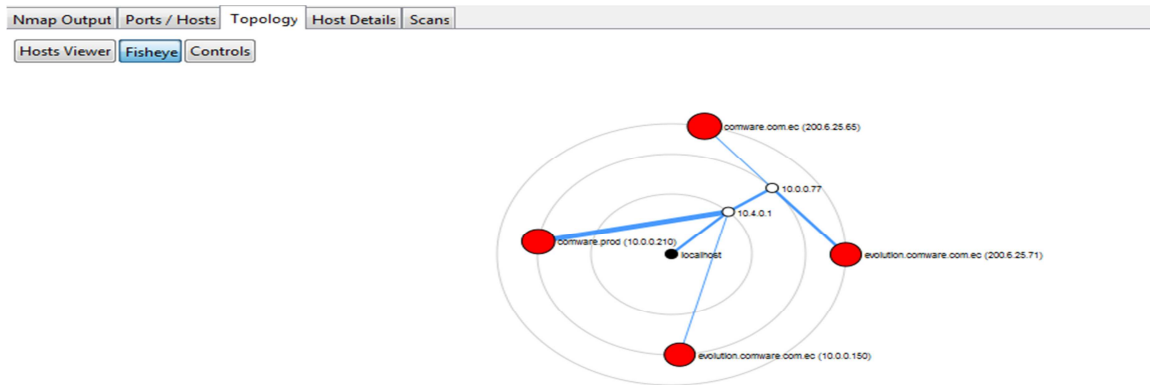 Nmap Output Ports / Hosts Topology Host Details Scans
Hosts Viewer Fisheye Controls
comware.com.ec (200.6.25.65)
10.0.0.77
10.4.0.1
comware.prod (10.0.0.210)
localhost
evolution.comware.com.ec (200.6.25.71)
evolution.comware.com.ec (10.0.0.150)